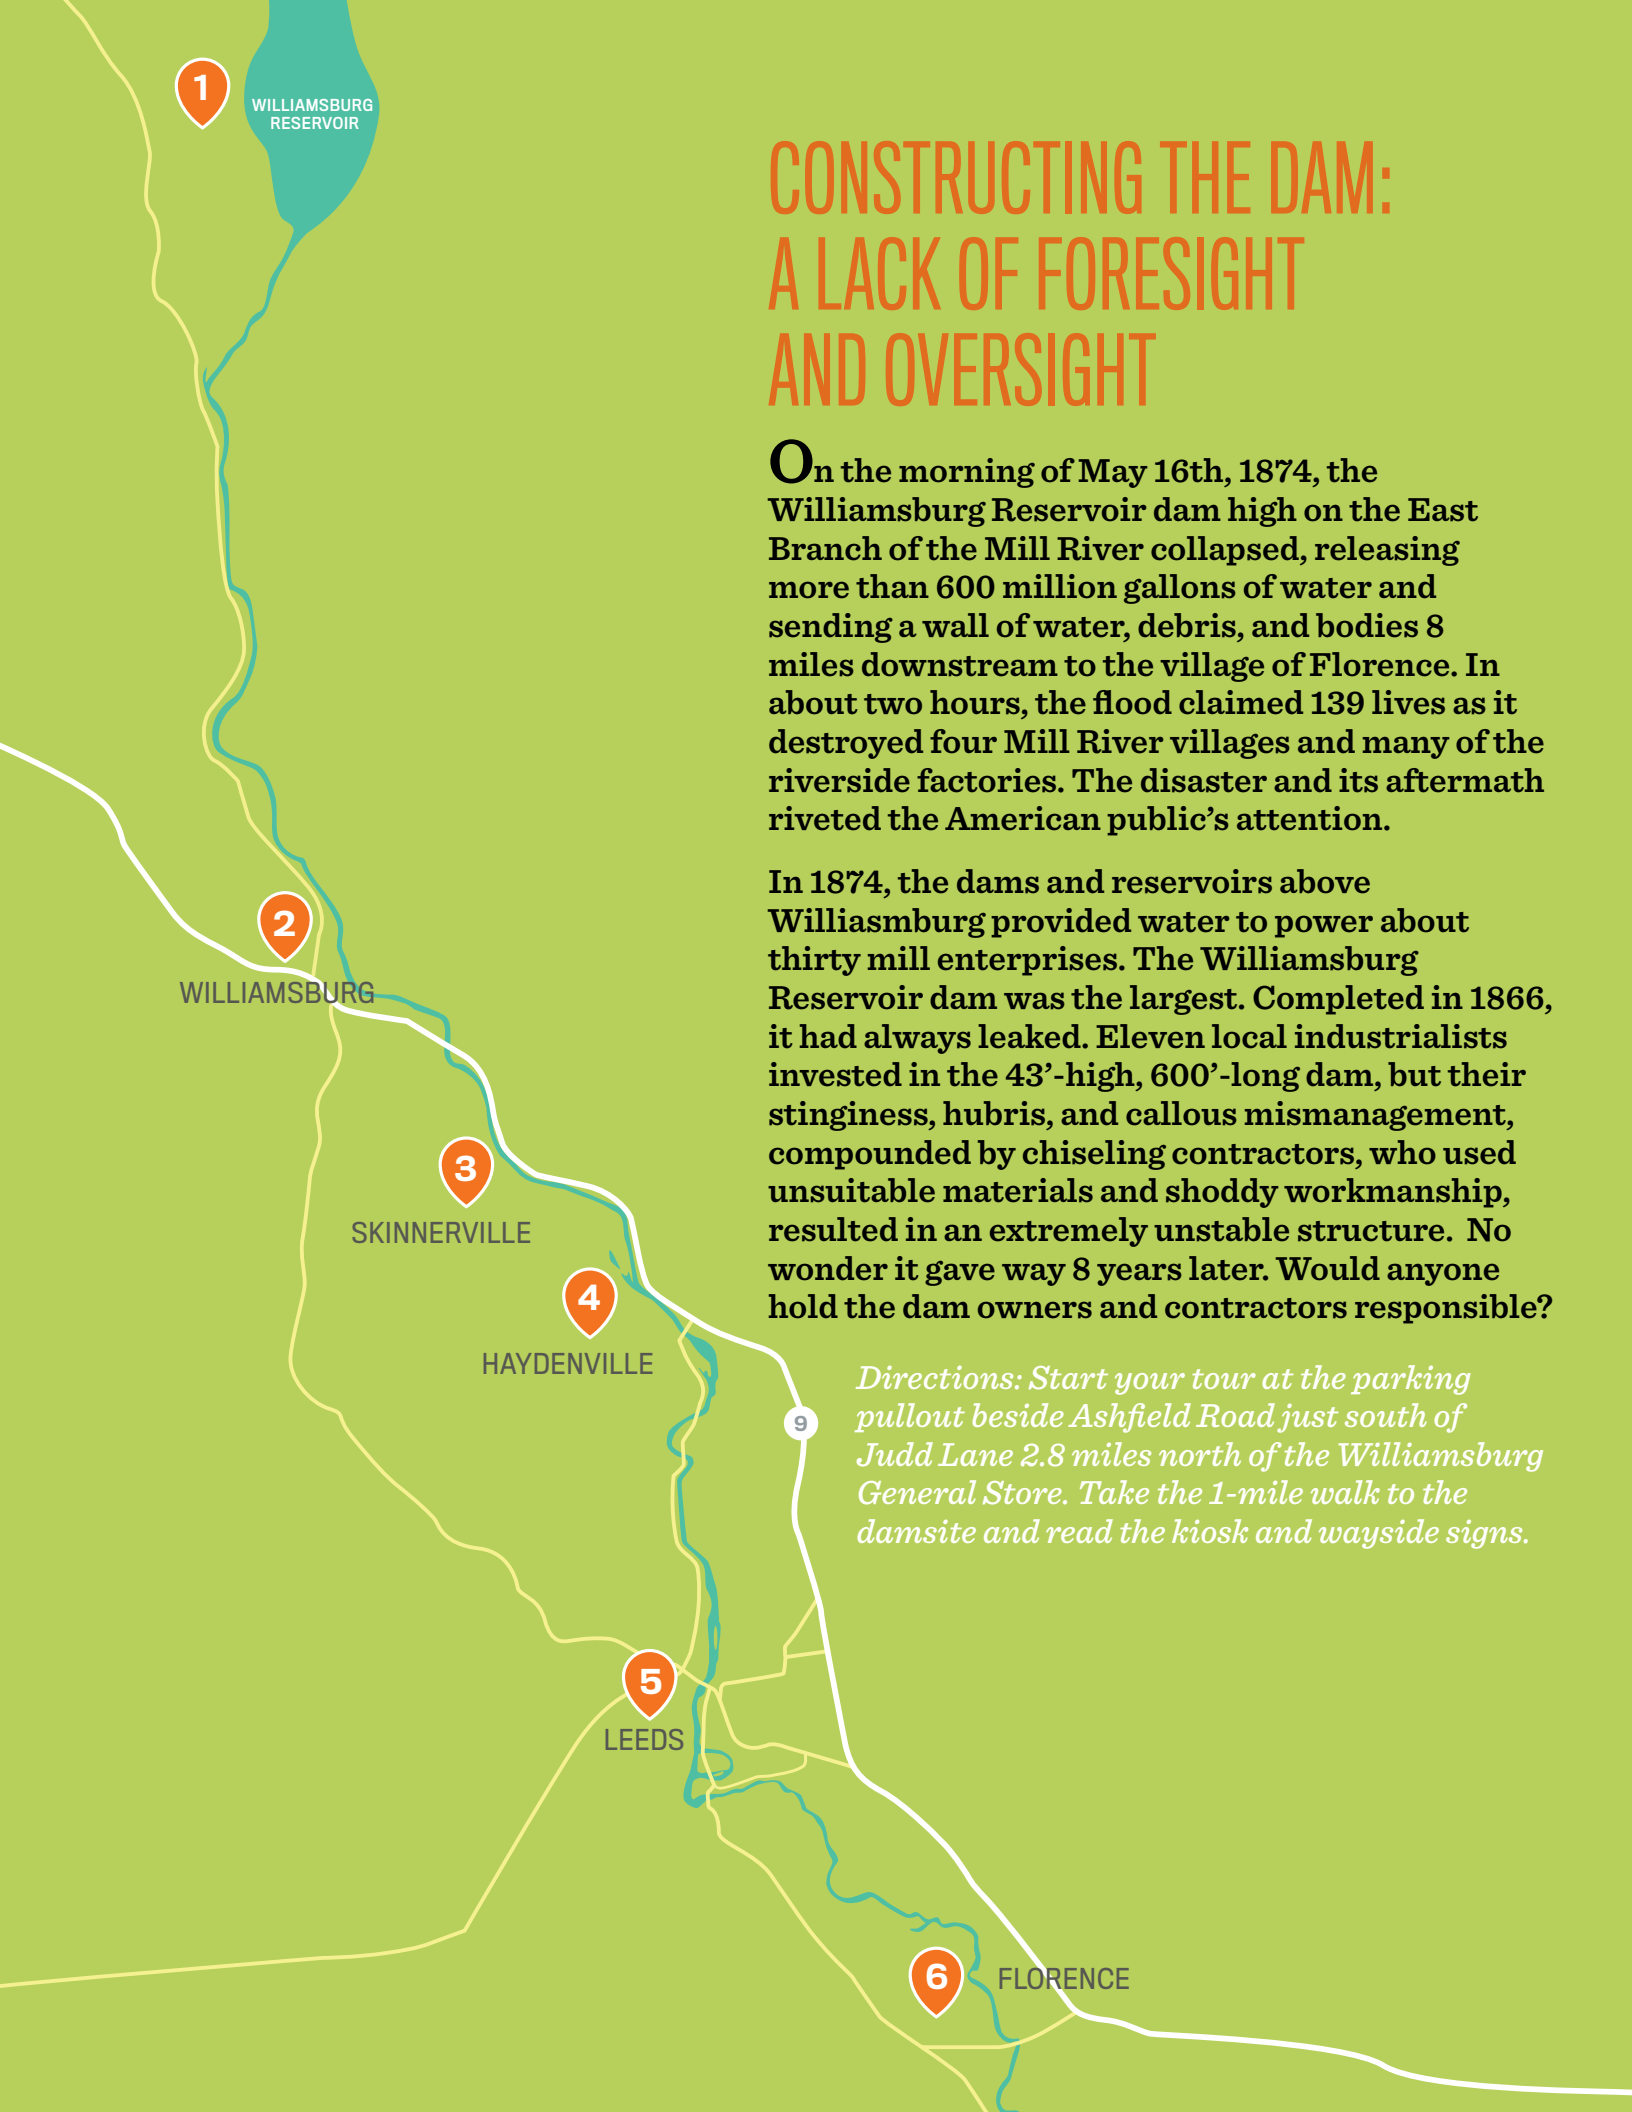 1
WILLIAMSBURG
RESERVOIR
CONSTRUCTING THE DAM:
A LACK OF FORESIGHT
AND OVERSIGHT
On the morning of May 16th, 1874, the
Williamsburg Reservoir dam high on the East
Branch of the Mill River collapsed, releasing
more than 600 million gallons of water and
sending a wall of water, debris, and bodies 8
miles downstream to the village of Florence. In
about two hours, the flood claimed 139 lives as it
destroyed four Mill River villages and many of the
riverside factories. The disaster and its aftermath
riveted the American public’s attention.
In 1874, the dams and reservoirs above
Williasmburg provided water to power about
thirty mill enterprises. The Williamsburg
Reservoir dam was the largest. Completed in 1866,
it had always leaked. Eleven local industrialists
invested in the 43’-high, 600’-long dam, but their
stinginess, hubris, and callous mismanagement,
compounded by chiseling contractors, who used
unsuitable materials and shoddy workmanship,
resulted in an extremely unstable structure.  No
wonder it gave way 8 years later. Would anyone
hold the dam owners and contractors responsible?
Directions: Start your tour at the parking
pullout beside Ashfield Road just south of
Judd Lane 2.8 miles north of the Williamsburg
General Store. Take the 1-mile walk to the
damsite and read the kiosk and wayside signs.
2
WILLIAMSBURG
3
SKINNERVILLE
4
HAYDENVILLE
9
5
LEEDS
6
FLORENCE